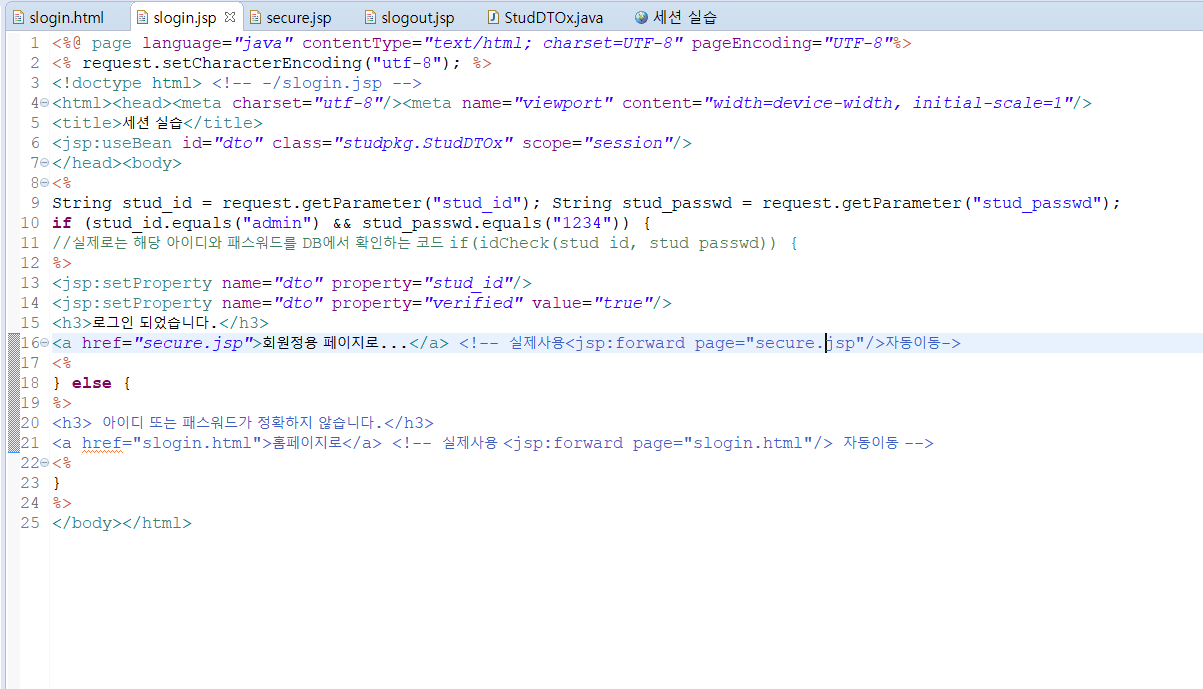 slogin.html slogin.jsp secure.jsp slogout.jsp StudDTOx.java 세션 실습
1 <%@ page language="java" contentType="text/html; charset=UTF-8" pageEncoding="UTF-8"%>
2 <% request.setCharacterEncoding("utf-8"); %>
3 <!doctype html> <!-- -/slogin.jsp -->
4 <html><head><meta charset="utf-8"/><meta name="viewport" content="width=device-width, initial-scale=1"/>
5 <title>세션 실습</title>
6 <jsp:useBean id="dto" class="studpkg.StudDTOx" scope="session"/>
7 </head><body>
8 <%
9 String stud_id = request.getParameter("stud_id"); String stud_passwd = request.getParameter("stud_passwd");
10 if (stud_id.equals("admin") && stud_passwd.equals("1234")) {
11 //실제로는 해당 아이디와 패스워드를 DB에서 확인하는 코드 if(idCheck(stud id, stud passwd)) {
12 %>
13 <jsp:setProperty name="dto" property="stud_id"/>
14 <jsp:setProperty name="dto" property="verified" value="true"/>
15 <h3>로그인 되었습니다.</h3>
16 <a href="secure.jsp">회원정용 페이지로...</a> <!-- 실제사용<jsp:forward page="secure.jsp"/>자동이동->
17 <%
18 } else {
19 %>
20 <h3> 아이디 또는 패스워드가 정확하지 않습니다.</h3>
21 <a href="slogin.html">홈페이지로</a> <!-- 실제사용 <jsp:forward page="slogin.html"/> 자동이동 -->
22 <%
23 }
24 %>
25 </body></html>